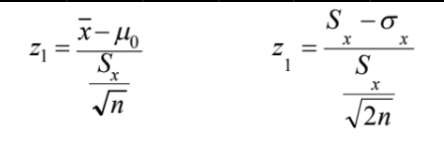 z₁ = (x̅ − μ₀) / (Sₓ / √n)
z₁ = (Sₓ − σₓ) / (Sₓ / √2n)